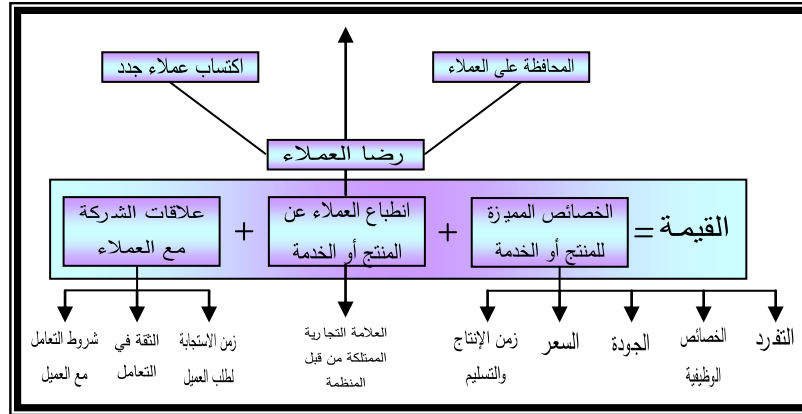 المحافظة على العملاء
اكتساب عملاء جدد
رضا العملاء
القيمة =
الخصائص المميزة
للمنتج أو الخدمة
+
انطباع العملاء عن
المنتج أو الخدمة
+
علاقات الشركة
مع العملاء
التفرد
الخصائص
الوظيفية
الجودة
السعر
زمن الإنتاج
والتسليم
العلامة التجارية
الممتلكة من قبل
المنظمة
زمن الاستجابة
لطلب العميل
الثقة في
التعامل
شروط التعامل
مع العميل